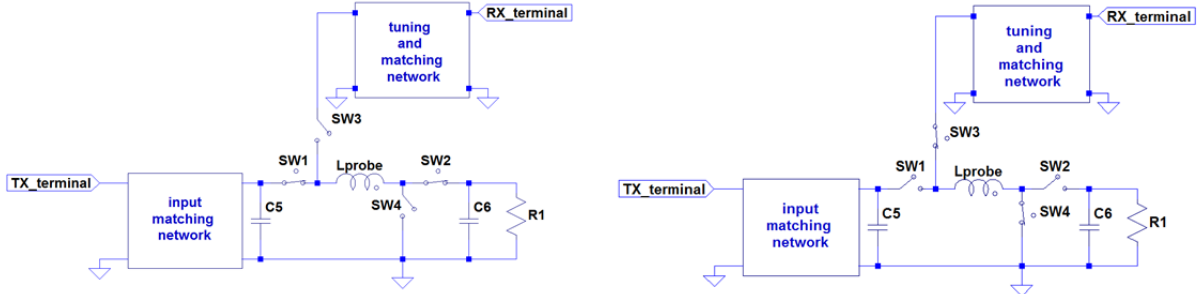 RX_terminal
tuning
and
matching
network
SW3
SW1
Lprobe
SW2
TX_terminal
SW4
input
matching
network
C5
C6
R1
RX_terminal
tuning
and
matching
network
SW3
SW1
Lprobe
SW2
TX_terminal
input
matching
network
C5
SW4
C6
R1